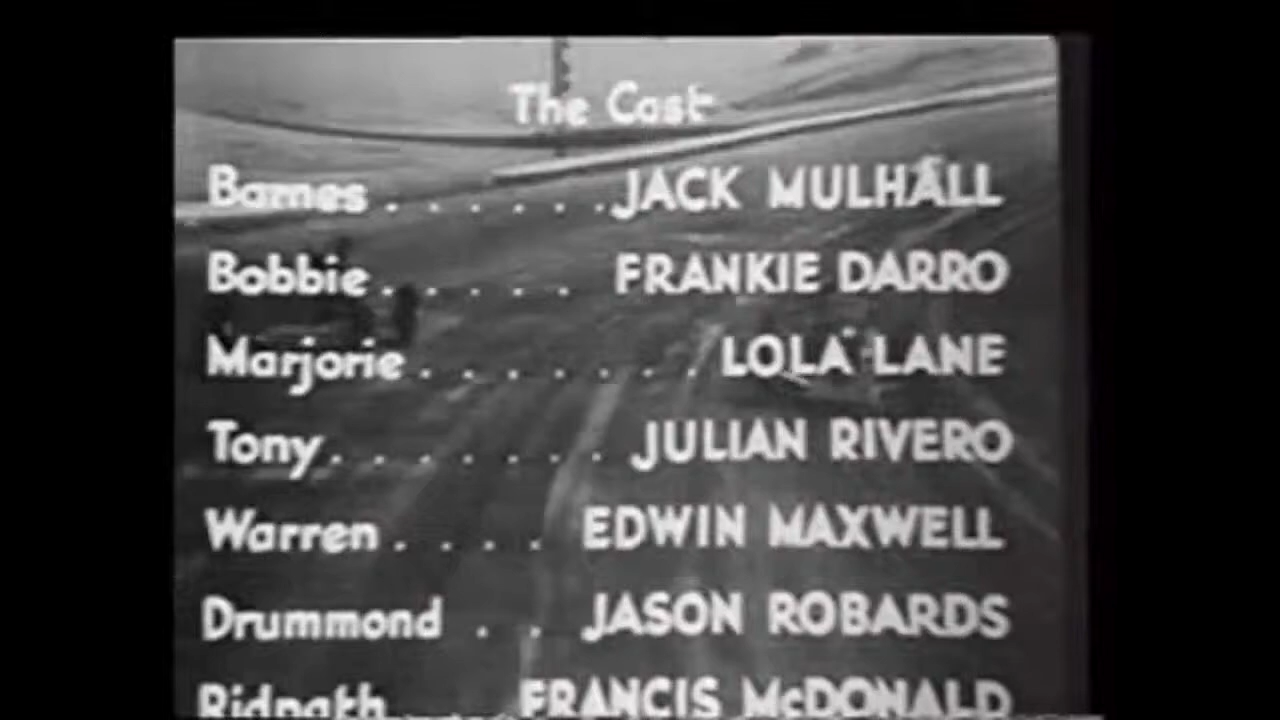 The Cast
Barnes . . . . . . JACK MULHALL
Bobbie . . . . . FRANKIE DARRO
Marjorie . . . . . . . LOLA LANE
Tony . . . . . . . JULIAN RIVERO
Warren . . . . EDWIN MAXWELL
Drummond . . JASON ROBARDS
Ridpath FRANCIS McDONALD